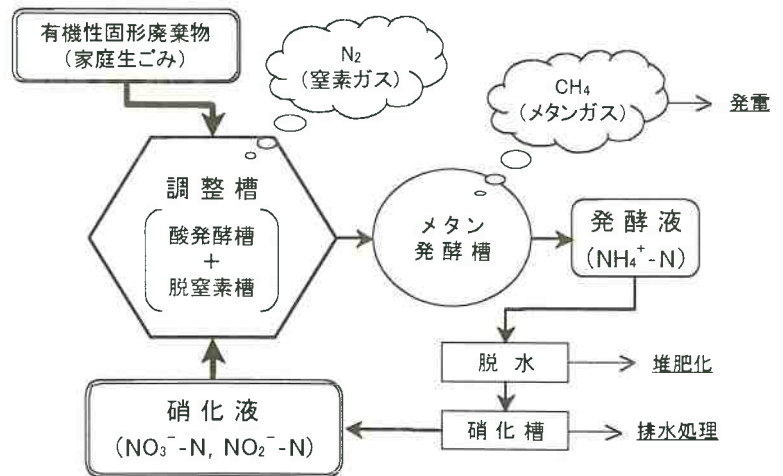 有機性固形廃棄物
(家庭生ごみ)
N₂
(窒素ガス)
CH₄
(メタンガス)
発電
調整槽
酸発酵槽
+
脱窒素槽
メタン
発酵槽
発酵液
(NH₄⁺-N)
脱水
堆肥化
硝化液
(NO₃⁻-N, NO₂⁻-N)
硝化槽
排水処理